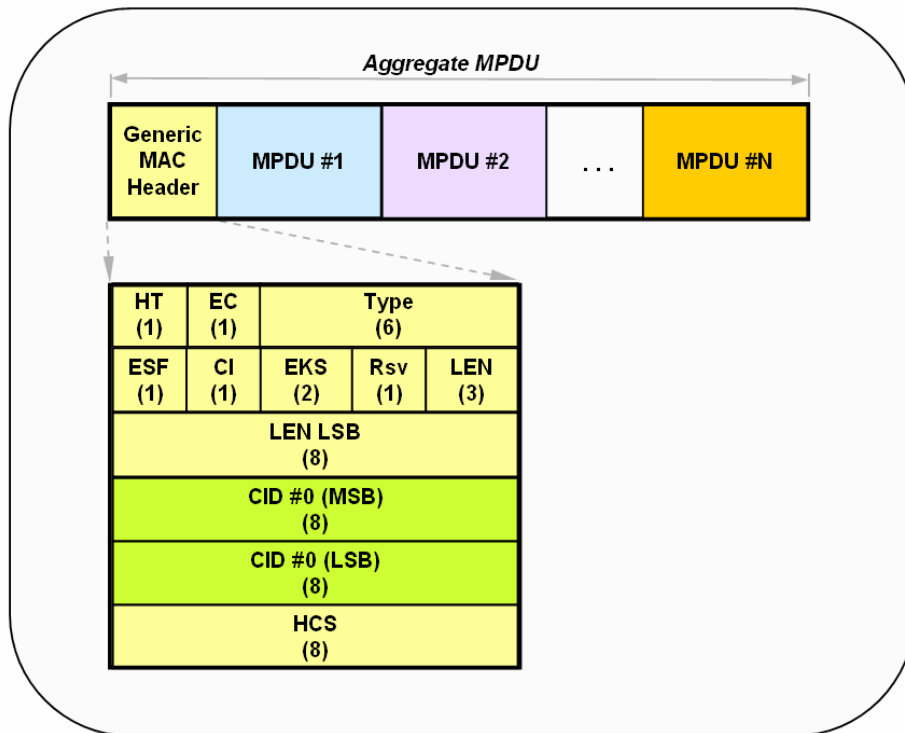 Aggregate MPDU
Generic
MAC
Header
MPDU #1
MPDU #2
. . .
MPDU #N
HT
(1)
EC
(1)
Type
(6)
ESF
(1)
CI
(1)
EKS
(2)
Rsv
(1)
LEN
(3)
LEN LSB
(8)
CID #0 (MSB)
(8)
CID #0 (LSB)
(8)
HCS
(8)